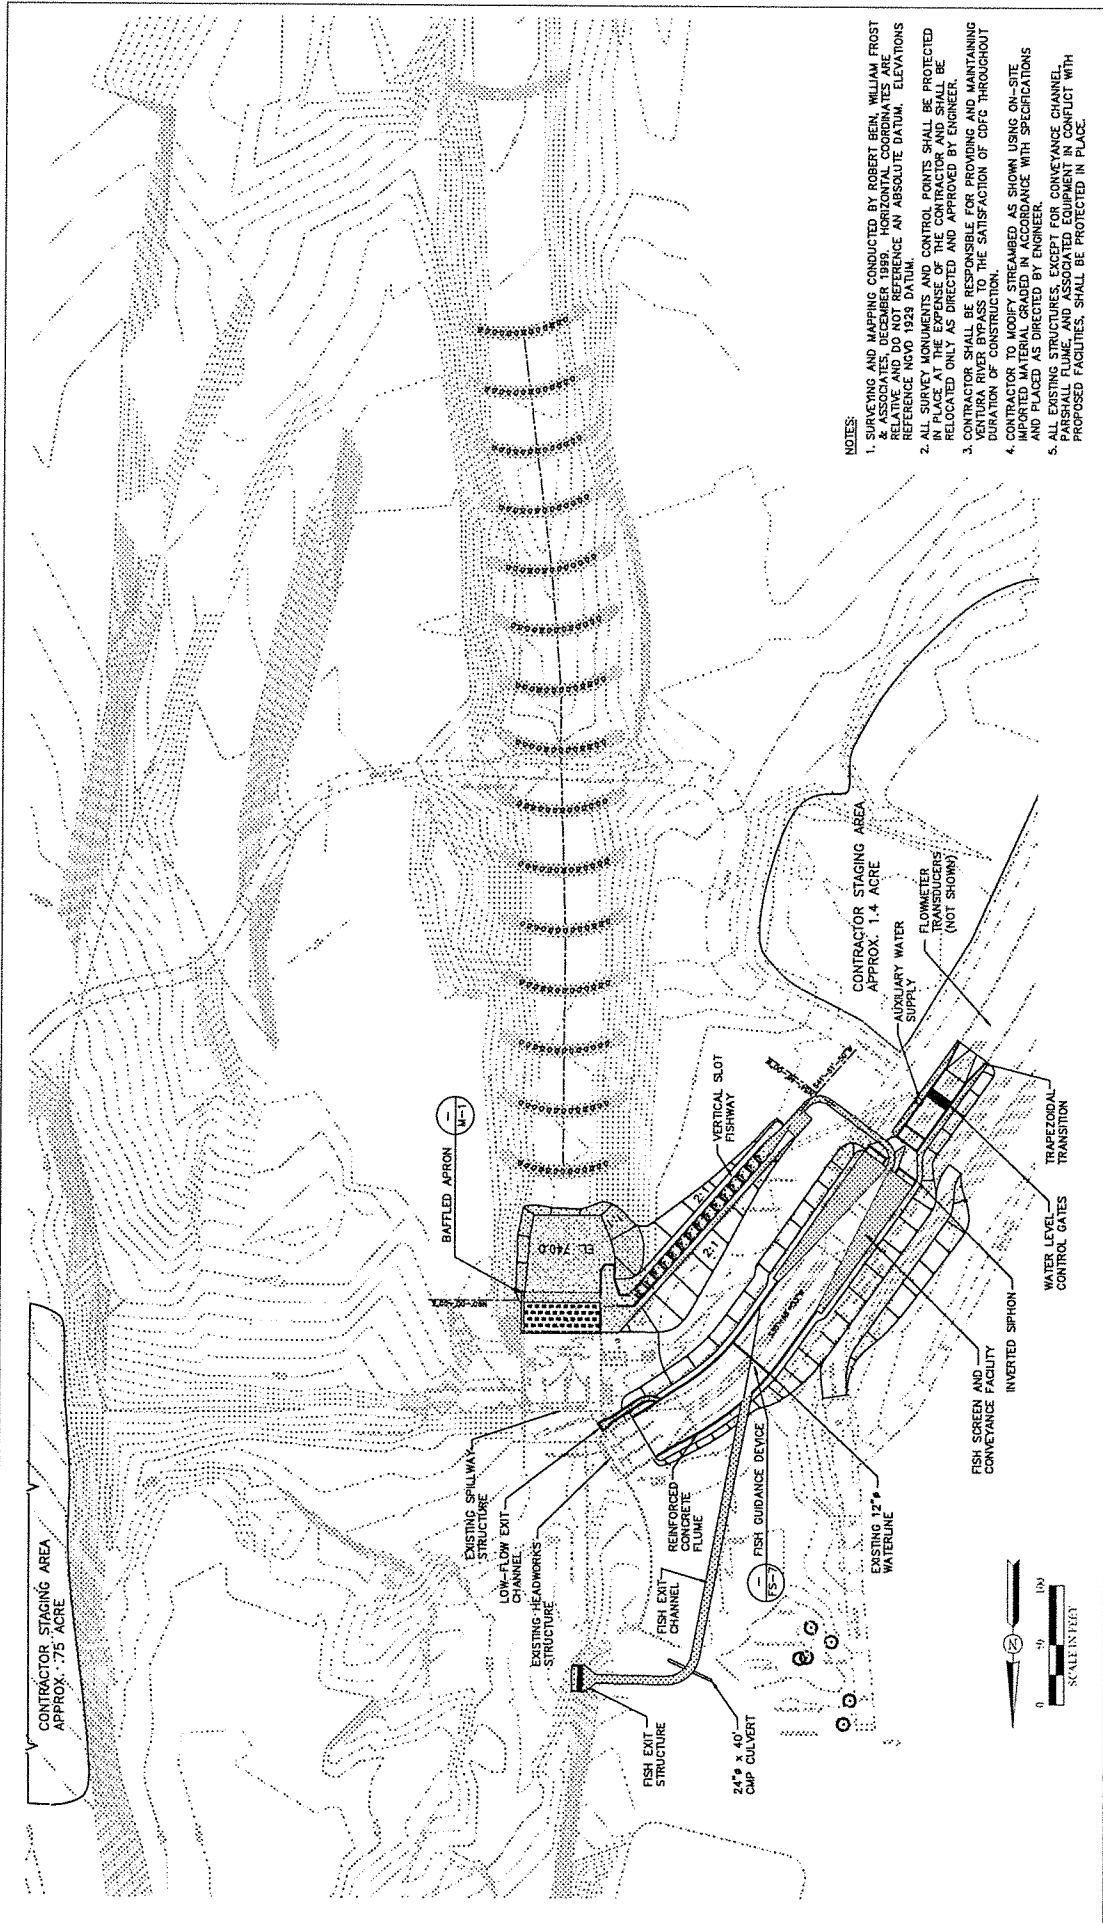 CONTRACTOR STAGING AREA
APPROX. .75 ACRE
BAFFLED APRON
M-1
EL. 740.0
EXISTING SPILLWAY
STRUCTURE
LOW-FLOW EXIT
CHANNEL
EXISTING HEADWORKS
STRUCTURE
FISH EXIT
STRUCTURE
24"ø x 40'
CMP CULVERT
FISH EXIT
CHANNEL
REINFORCED
CONCRETE
FLUME
FISH GUIDANCE DEVICE
FS-7
EXISTING 12"ø
WATERLINE
2:1
2:1
VERTICAL SLOT
FISHWAY
CONTRACTOR STAGING AREA
APPROX. 1.4 ACRE
AUXILIARY WATER
SUPPLY
FLOWMETER
TRANSDUCERS
(NOT SHOWN)
TRAPEZOIDAL
TRANSITION
WATER LEVEL
CONTROL GATES
INVERTED SIPHON
FISH SCREEN AND
CONVEYANCE FACILITY
N
0 50 100
SCALE IN FEET
NOTES:
1. SURVEYING AND MAPPING CONDUCTED BY ROBERT BEIN, WILLIAM FROST
& ASSOCIATES, DECEMBER 1999. HORIZONTAL COORDINATES ARE
RELATIVE AND DO NOT REFERENCE AN ABSOLUTE DATUM. ELEVATIONS
REFERENCE NGVD 1929 DATUM.
2. ALL SURVEY MONUMENTS AND CONTROL POINTS SHALL BE PROTECTED
IN PLACE AT THE EXPENSE OF THE CONTRACTOR AND SHALL BE
RELOCATED ONLY AS DIRECTED AND APPROVED BY ENGINEER.
3. CONTRACTOR SHALL BE RESPONSIBLE FOR PROVIDING AND MAINTAINING
VENTURA RIVER BYPASS TO THE SATISFACTION OF CDFG THROUGHOUT
DURATION OF CONSTRUCTION.
4. CONTRACTOR TO MODIFY STREAMBED AS SHOWN USING ON-SITE
IMPORTED MATERIAL GRADED IN ACCORDANCE WITH SPECIFICATIONS
AND PLACED AS DIRECTED BY ENGINEER.
5. ALL EXISTING STRUCTURES, EXCEPT FOR CONVEYANCE CHANNEL,
PARSHALL FLUME, AND ASSOCIATED EQUIPMENT IN CONFLICT WITH
PROPOSED FACILITIES, SHALL BE PROTECTED IN PLACE.